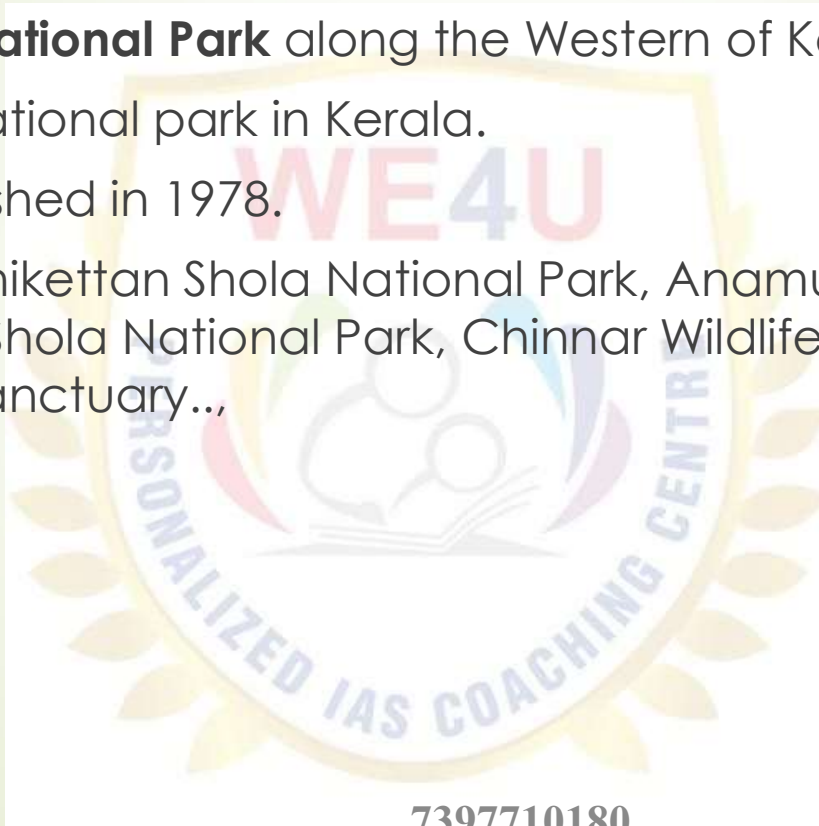 ational Park along the Western of K
ational park in Kerala.
shed in 1978.
nikettan Shola National Park, Anamu
Shola National Park, Chinnar Wildlife
anctuary..,
WE4U
PERSONALIZED IAS COACHING CENTRE
7397710180